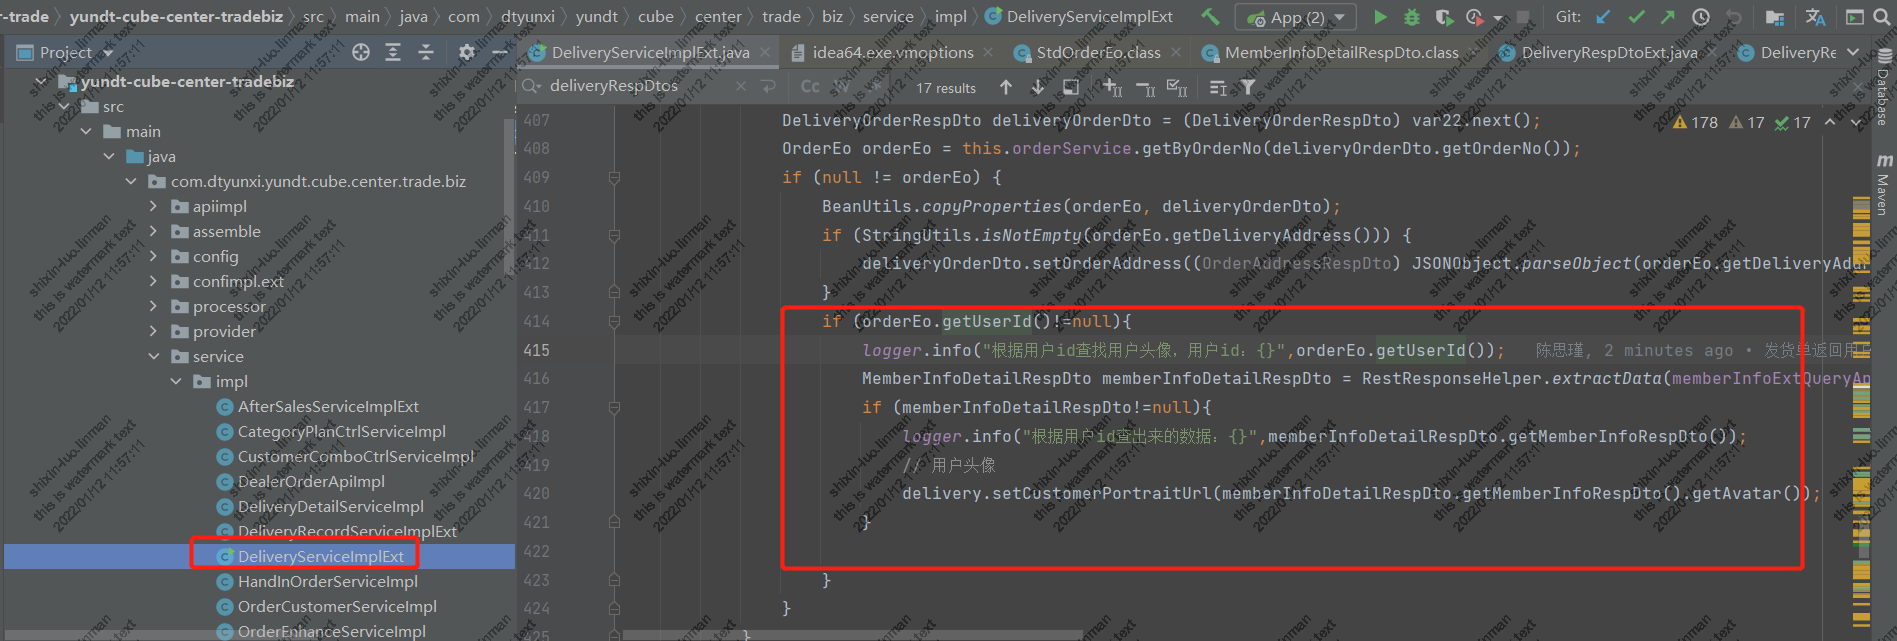 r-trade yundt-cube-center-tradebiz src main java com dtyunxi yundt cube center trade biz service impl DeliveryServiceImplExt App (2) Git:
Project DeliveryServiceImplExt.java idea64.exe.vmoptions StdOrderEo.class MemberInfoDetailRespDto.class DeliveryRespDtoExt.java DeliveryRe
yundt-cube-center-tradebiz
deliveryRespDtos Cc W 17 results
src
main
java
com.dtyunxi.yundt.cube.center.trade.biz
apiimpl
assemble
config
confimpl.ext
processor
provider
service
impl
AfterSalesServiceImplExt
CategoryPlanCtrlServiceImpl
CustomerComboCtrlServiceImpl
DealerOrderApiImpl
DeliveryDetailServiceImpl
DeliveryRecordServiceImplExt
DeliveryServiceImplExt
HandInOrderServiceImpl
OrderCustomerServiceImpl
OrderEnhanceServiceImpl
407 DeliveryOrderRespDto deliveryOrderDto = (DeliveryOrderRespDto) var22.next();
178 17 17
408 OrderEo orderEo = this.orderService.getByOrderNo(deliveryOrderDto.getOrderNo());
409 if (null != orderEo) {
410 BeanUtils.copyProperties(orderEo, deliveryOrderDto);
411 if (StringUtils.isNotEmpty(orderEo.getDeliveryAddress())) {
412 deliveryOrderDto.setOrderAddress((OrderAddressRespDto) JSONObject.parseObject(orderEo.getDeliveryAddr
413 }
414 if (orderEo.getUserId()!=null){
415 logger.info("根据用户id查找用户头像，用户id：{}",orderEo.getUserId()); 陈思瑾, 2 minutes ago • 发货单返回用户
416 MemberInfoDetailRespDto memberInfoDetailRespDto = RestResponseHelper.extractData(memberInfoExtQueryAp
417 if (memberInfoDetailRespDto!=null){
418 logger.info("根据用户id查出来的数据：{}",memberInfoDetailRespDto.getMemberInfoRespDto());
419 // 用户头像
420 delivery.setCustomerPortraitUrl(memberInfoDetailRespDto.getMemberInfoRespDto().getAvatar());
421 }
422
423 }
424 }
425 }
Database
Maven
shixin-luo.linman
this is watermark text
2022/01/12 11:57:11